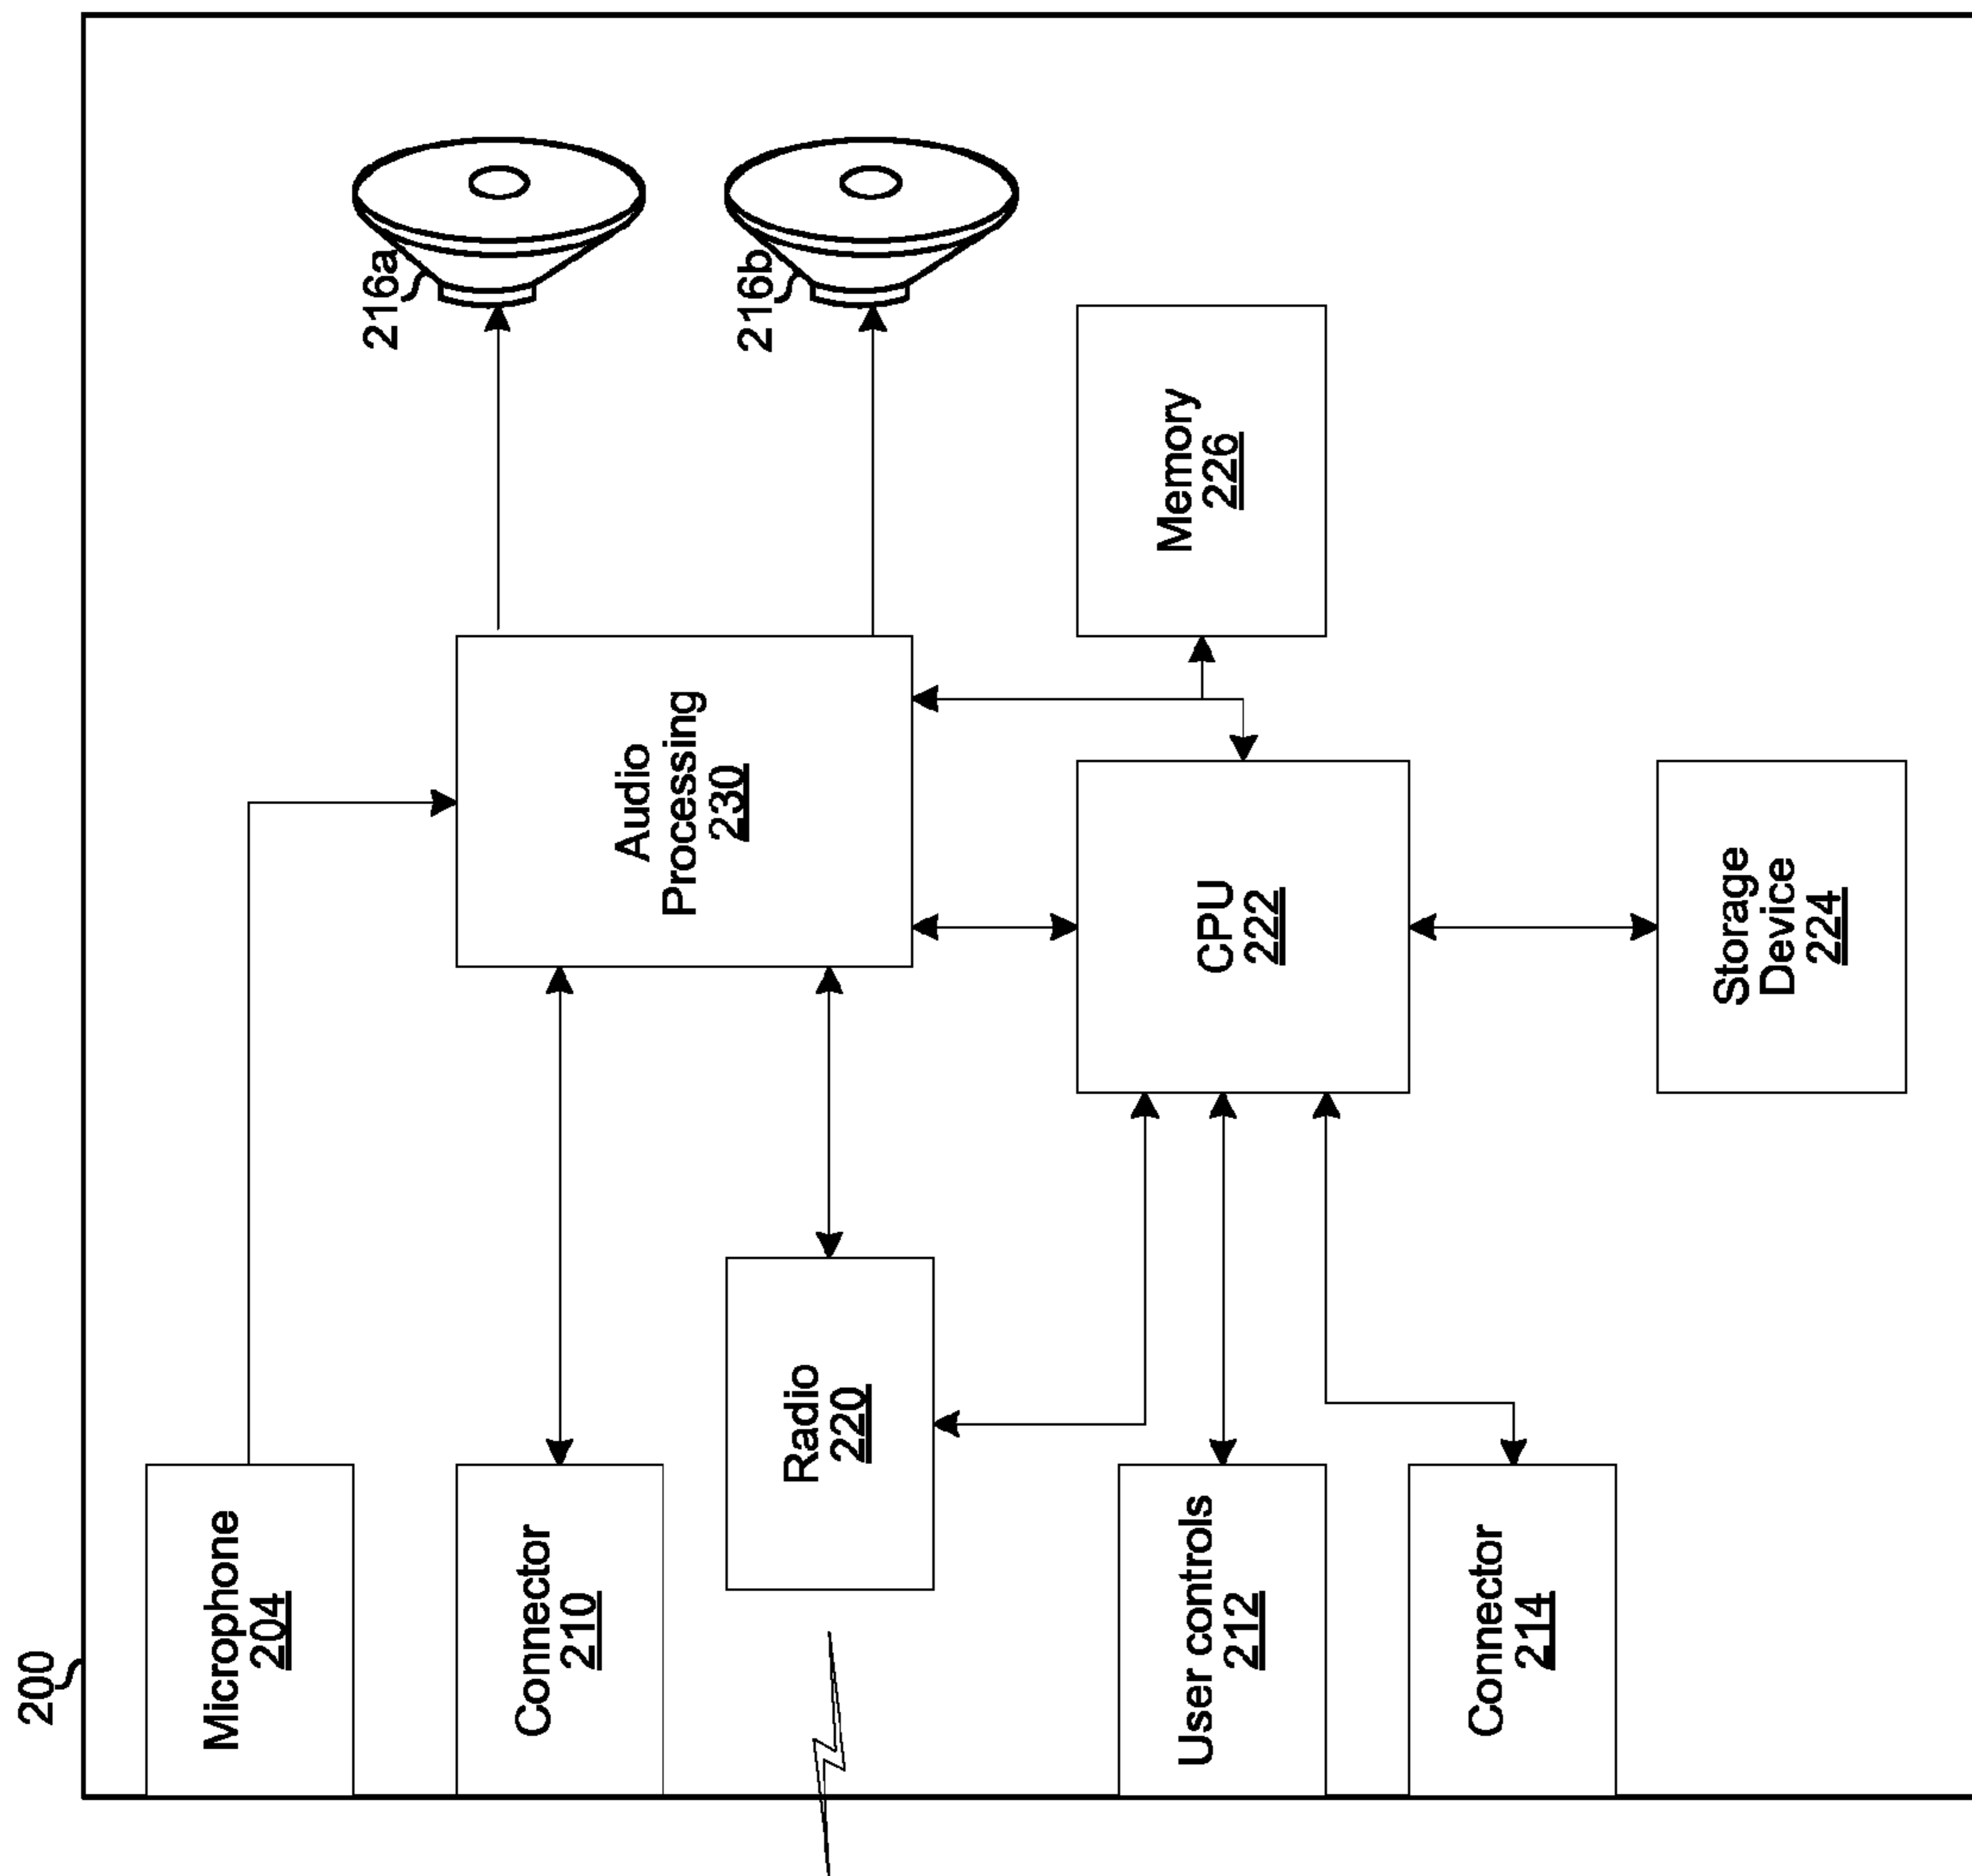 200
Microphone
204
Connector
210
Radio
220
User controls
212
Connector
214
Audio
Processing
230
CPU
222
Storage
Device
224
Memory
226
216a
216b